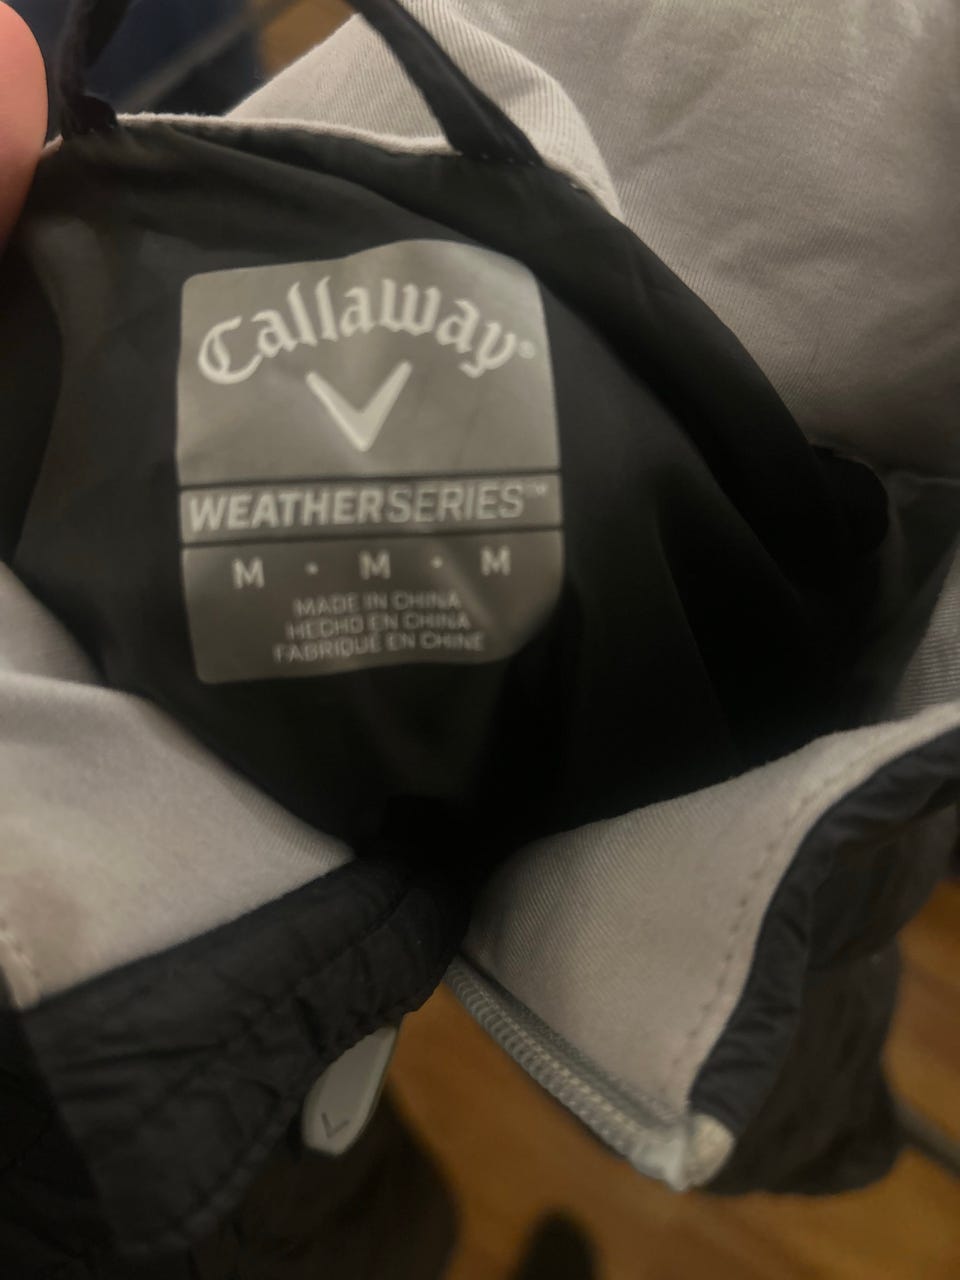 Callaway®
WEATHERSERIES™
M • M • M
MADE IN CHINA
HECHO EN CHINA
FABRIQUÉ EN CHINE